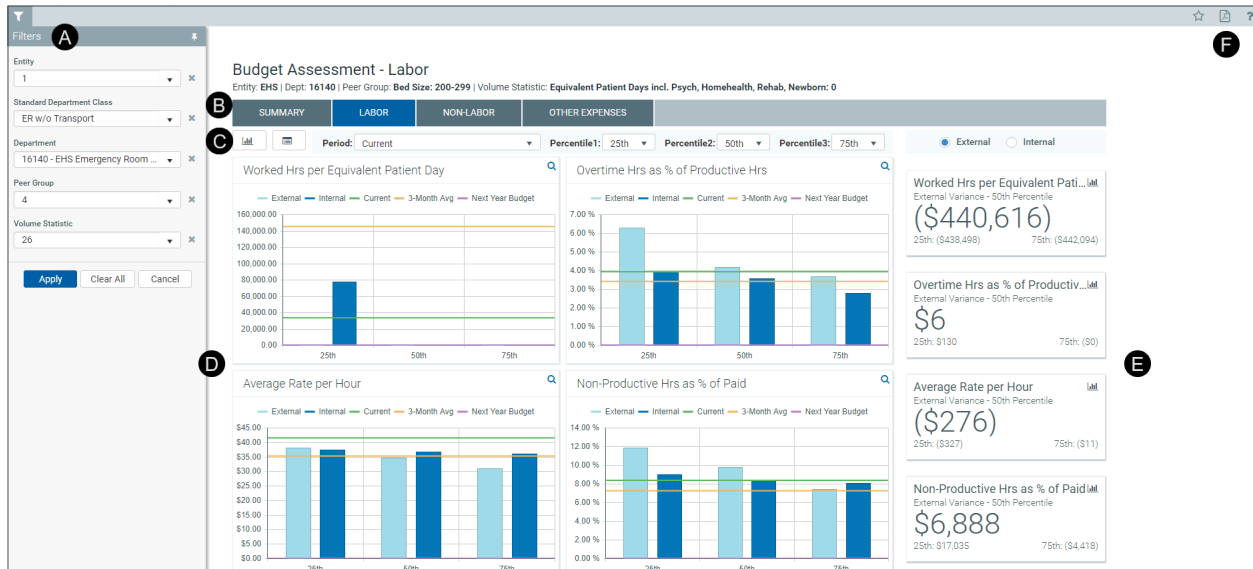 Filters
A
F
?
Entity
1
Standard Department Class
ER w/o Transport
Department
16140 - EHS Emergency Room ...
Peer Group
4
Volume Statistic
26
Apply Clear All Cancel
Budget Assessment - Labor
Entity: EHS | Dept: 16140 | Peer Group: Bed Size: 200-299 | Volume Statistic: Equivalent Patient Days incl. Psych, Homehealth, Rehab, Newborn: 0
B
SUMMARY LABOR NON-LABOR OTHER EXPENSES
C
Period: Current Percentile1: 25th Percentile2: 50th Percentile3: 75th
External Internal
D
Worked Hrs per Equivalent Patient Day
External Internal Current 3-Month Avg Next Year Budget
160,000.00
140,000.00
120,000.00
100,000.00
80,000.00
60,000.00
40,000.00
20,000.00
0.00
25th 50th 75th
Overtime Hrs as % of Productive Hrs
External Internal Current 3-Month Avg Next Year Budget
7.00 %
6.00 %
5.00 %
4.00 %
3.00 %
2.00 %
1.00 %
0.00 %
25th 50th 75th
Average Rate per Hour
External Internal Current 3-Month Avg Next Year Budget
$45.00
$40.00
$35.00
$30.00
$25.00
$20.00
$15.00
$10.00
$5.00
$0.00
25th 50th 75th
Non-Productive Hrs as % of Paid
External Internal Current 3-Month Avg Next Year Budget
14.00 %
12.00 %
10.00 %
8.00 %
6.00 %
4.00 %
2.00 %
0.00 %
25th 50th 75th
E
Worked Hrs per Equivalent Pati...
External Variance - 50th Percentile
($440,616)
25th: ($438,498) 75th: ($442,094)
Overtime Hrs as % of Productiv...
External Variance - 50th Percentile
$6
25th: $130 75th: ($0)
Average Rate per Hour
External Variance - 50th Percentile
($276)
25th: ($327) 75th: ($11)
Non-Productive Hrs as % of Paid
External Variance - 50th Percentile
$6,888
25th: $17,035 75th: ($4,418)